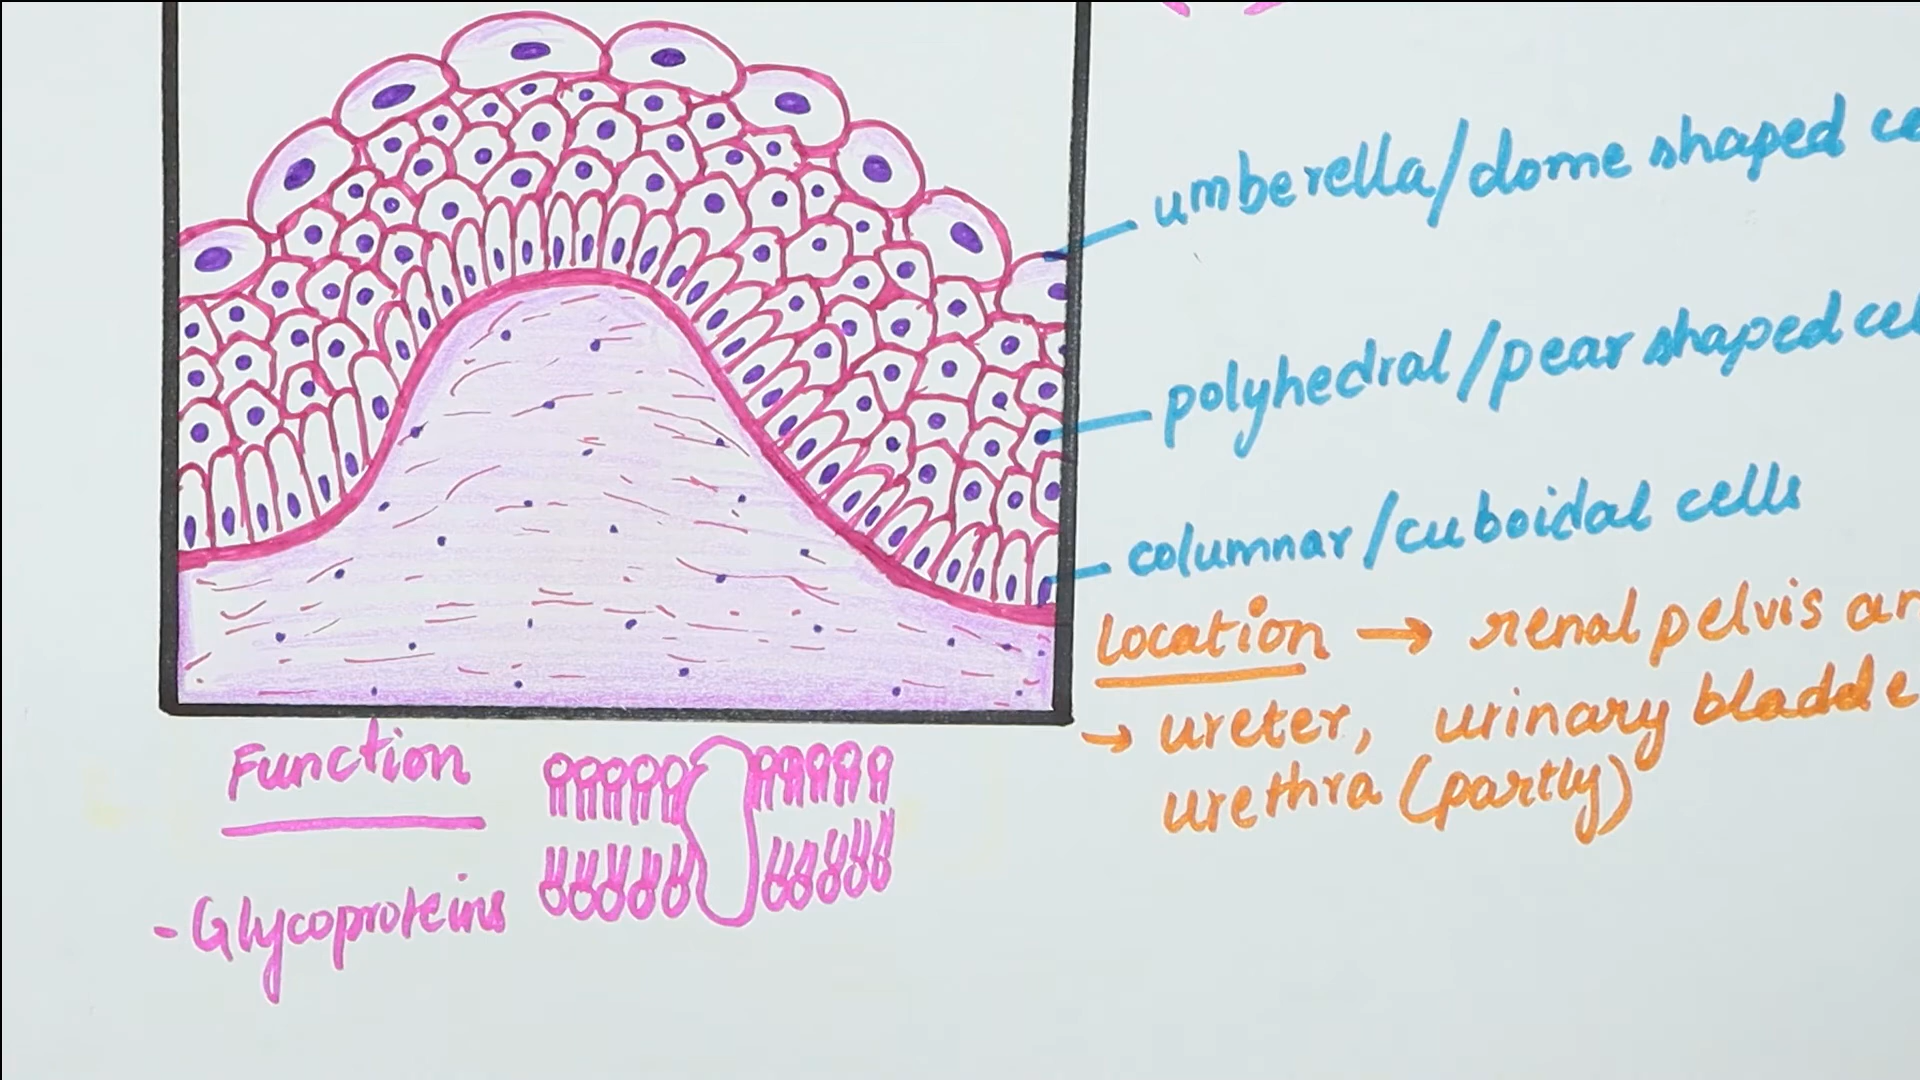 umberella/dome shaped ce
polyhedral/pear shaped cel
columnar/cuboidal cells
Location → renal pelvis an
→ ureter, urinary bladde
urethra (partly)
Function
- Glycoproteins